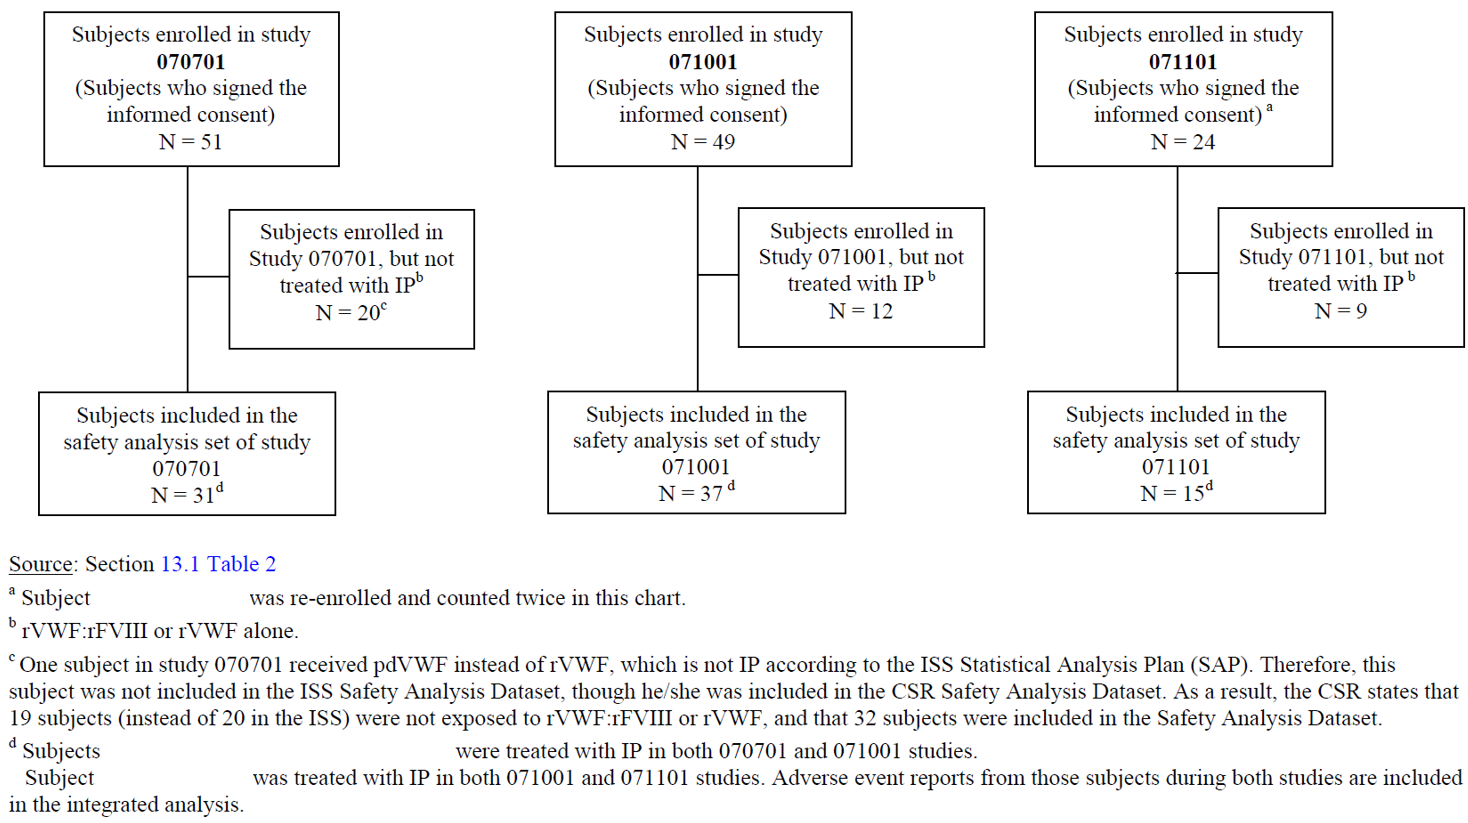 Subjects enrolled in study
070701
(Subjects who signed the
informed consent)
N = 51
Subjects enrolled in study
071001
(Subjects who signed the
informed consent)
N = 49
Subjects enrolled in study
071101
(Subjects who signed the
informed consent) a
N = 24
Subjects enrolled in
Study 070701, but not
treated with IPb
N = 20c
Subjects enrolled in
Study 071001, but not
treated with IP b
N = 12
Subjects enrolled in
Study 071101, but not
treated with IP b
N = 9
Subjects included in the
safety analysis set of study
070701
N = 31d
Subjects included in the
safety analysis set of study
071001
N = 37 d
Subjects included in the
safety analysis set of study
071101
N = 15d
Source: Section 13.1 Table 2
a Subject was re-enrolled and counted twice in this chart.
b rVWF:rFVIII or rVWF alone.
c One subject in study 070701 received pdVWF instead of rVWF, which is not IP according to the ISS Statistical Analysis Plan (SAP). Therefore, this
subject was not included in the ISS Safety Analysis Dataset, though he/she was included in the CSR Safety Analysis Dataset. As a result, the CSR states that
19 subjects (instead of 20 in the ISS) were not exposed to rVWF:rFVIII or rVWF, and that 32 subjects were included in the Safety Analysis Dataset.
d Subjects were treated with IP in both 070701 and 071001 studies.
Subject was treated with IP in both 071001 and 071101 studies. Adverse event reports from those subjects during both studies are included
in the integrated analysis.